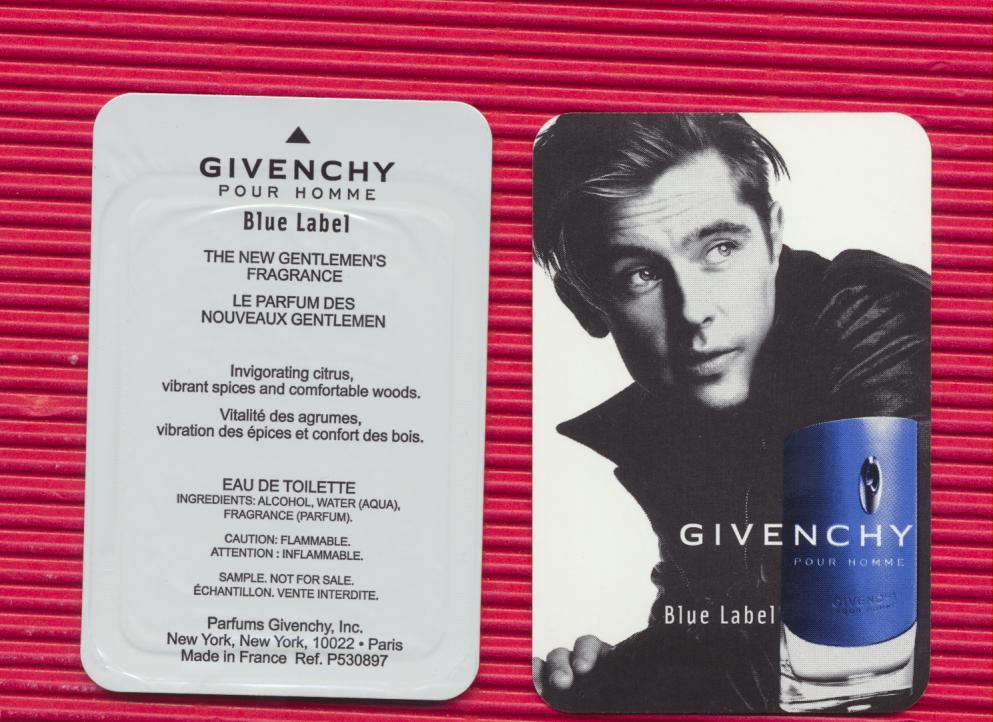 GIVENCHY
POUR HOMME
Blue Label
THE NEW GENTLEMEN'S
FRAGRANCE
LE PARFUM DES
NOUVEAUX GENTLEMEN
Invigorating citrus,
vibrant spices and comfortable woods.
Vitalité des agrumes,
vibration des épices et confort des bois.
EAU DE TOILETTE
INGREDIENTS: ALCOHOL, WATER (AQUA),
FRAGRANCE (PARFUM).
CAUTION: FLAMMABLE.
ATTENTION : INFLAMMABLE.
SAMPLE. NOT FOR SALE.
ÉCHANTILLON. VENTE INTERDITE.
Parfums Givenchy, Inc.
New York, New York, 10022 • Paris
Made in France Ref. P530897
GIVENCHY
POUR HOMME
GIVENCHY
POUR HOMME
Blue Label